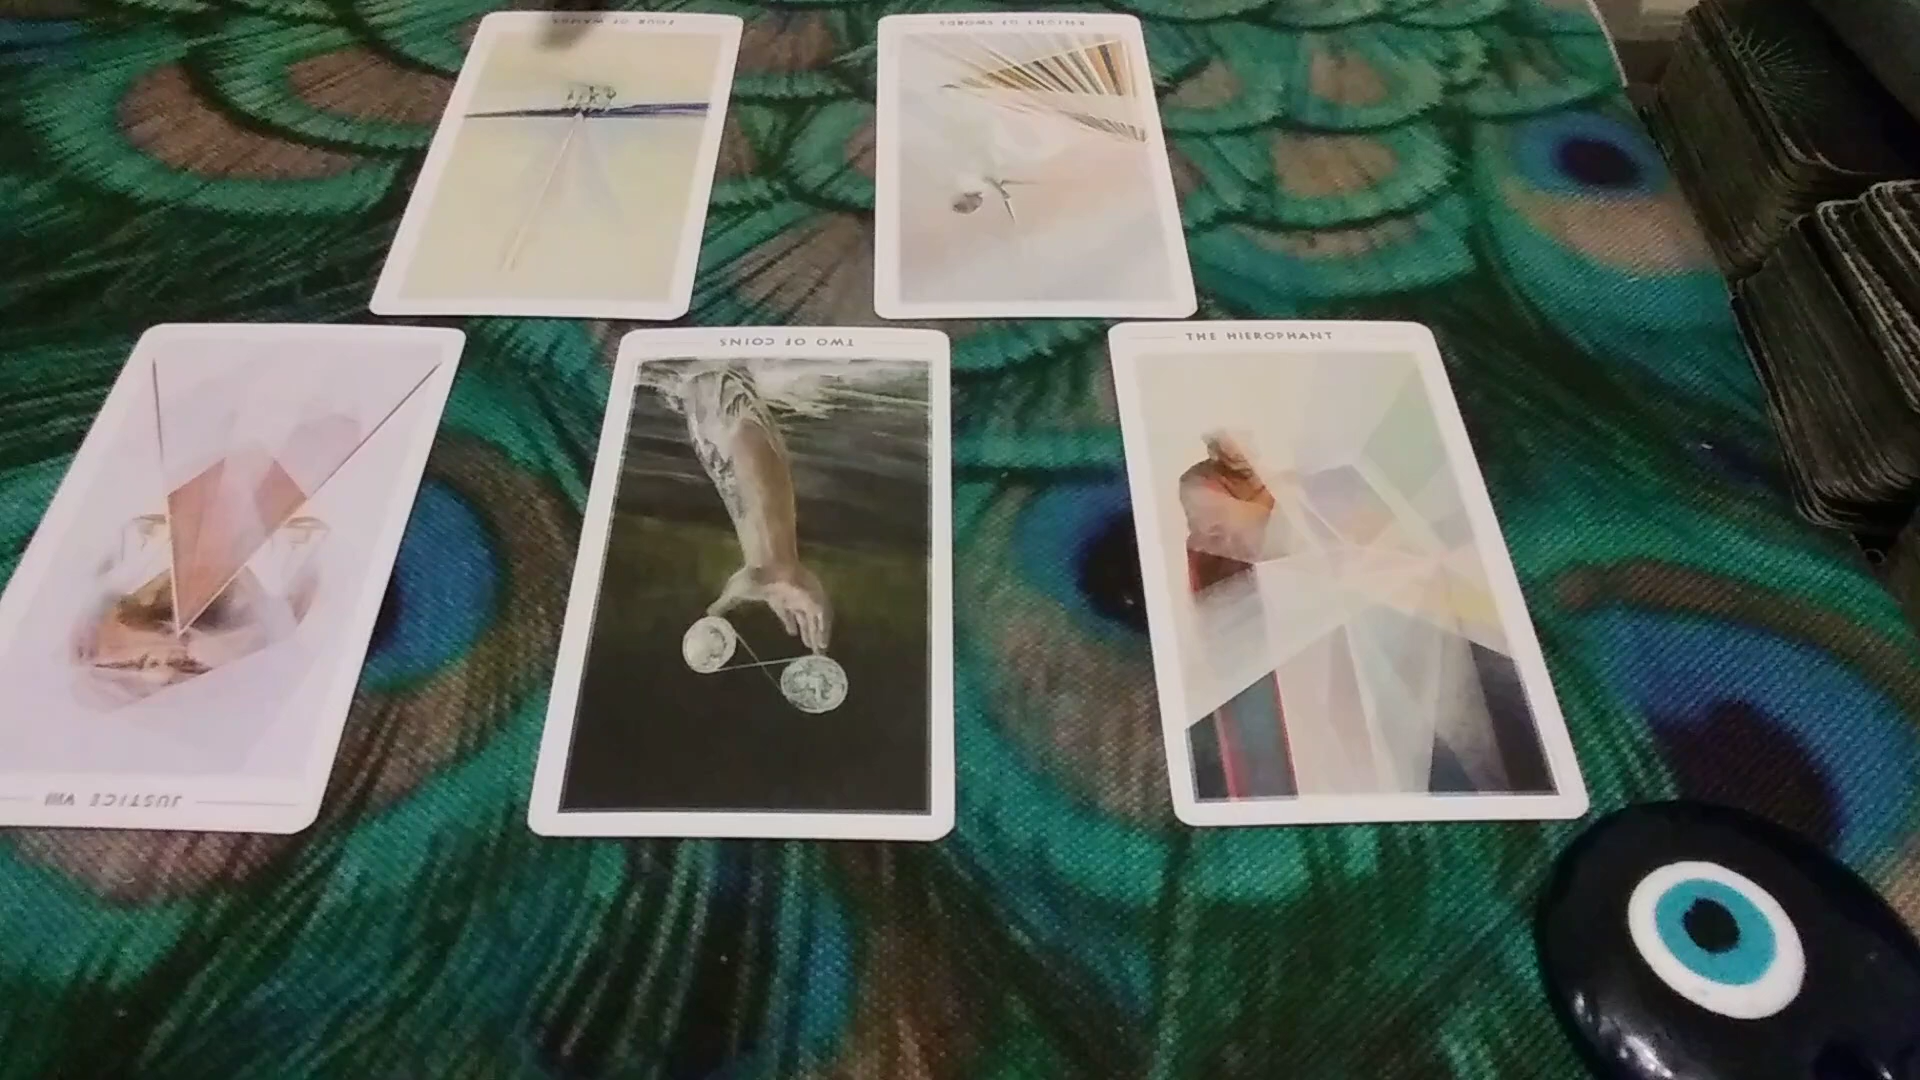 FOUR OF WANDS
KNIGHT OF SWORDS
TWO OF COINS
THE HIEROPHANT
JUSTICE VIII